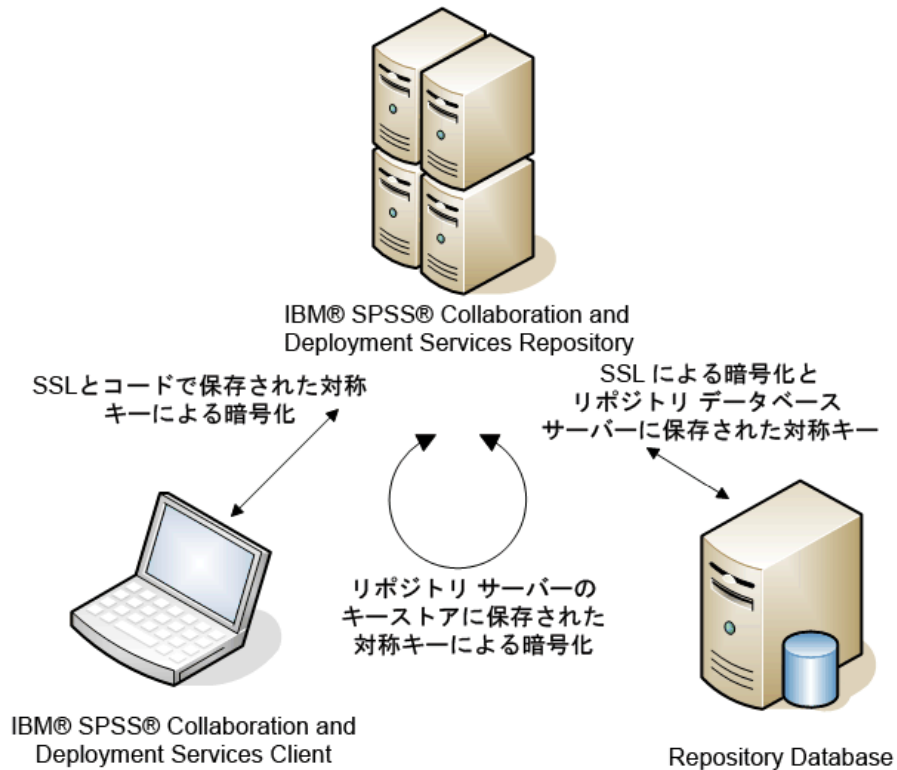 IBM® SPSS® Collaboration and
Deployment Services Repository
SSLとコードで保存された対称
キーによる暗号化
SSL による暗号化と
リポジトリ データベース
サーバーに保存された対称キー
リポジトリ サーバーの
キーストアに保存された
対称キーによる暗号化
IBM® SPSS® Collaboration and
Deployment Services Client
Repository Database